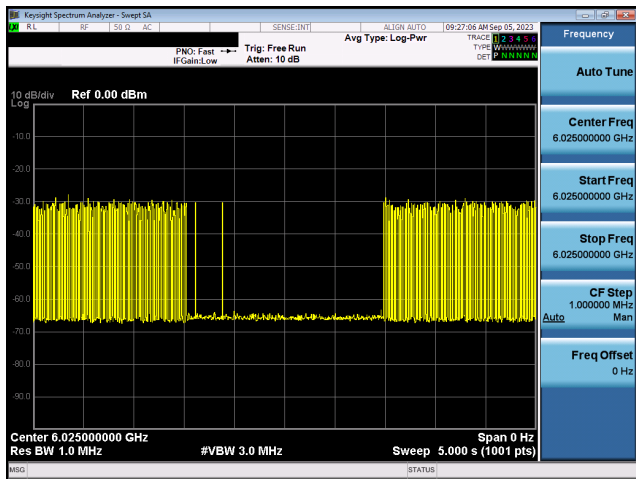 Keysight Spectrum Analyzer - Swept SA
RL RF 50 Ω AC SENSE:INT ALIGN AUTO 09:27:06 AM Sep 05, 2023
Frequency
PNO: Fast
IFGain:Low
Trig: Free Run
Atten: 10 dB
Avg Type: Log-Pwr
TRACE 1 2 3 4 5 6
TYPE WWWWWW
DET P N N N N N
Auto Tune
10 dB/div Ref 0.00 dBm
Log
-10.0
-20.0
-30.0
-40.0
-50.0
-60.0
-70.0
-80.0
-90.0
Center Freq
6.025000000 GHz
Start Freq
6.025000000 GHz
Stop Freq
6.025000000 GHz
CF Step
1.000000 MHz
Auto Man
Freq Offset
0 Hz
Center 6.025000000 GHz Span 0 Hz
Res BW 1.0 MHz #VBW 3.0 MHz Sweep 5.000 s (1001 pts)
MSG STATUS